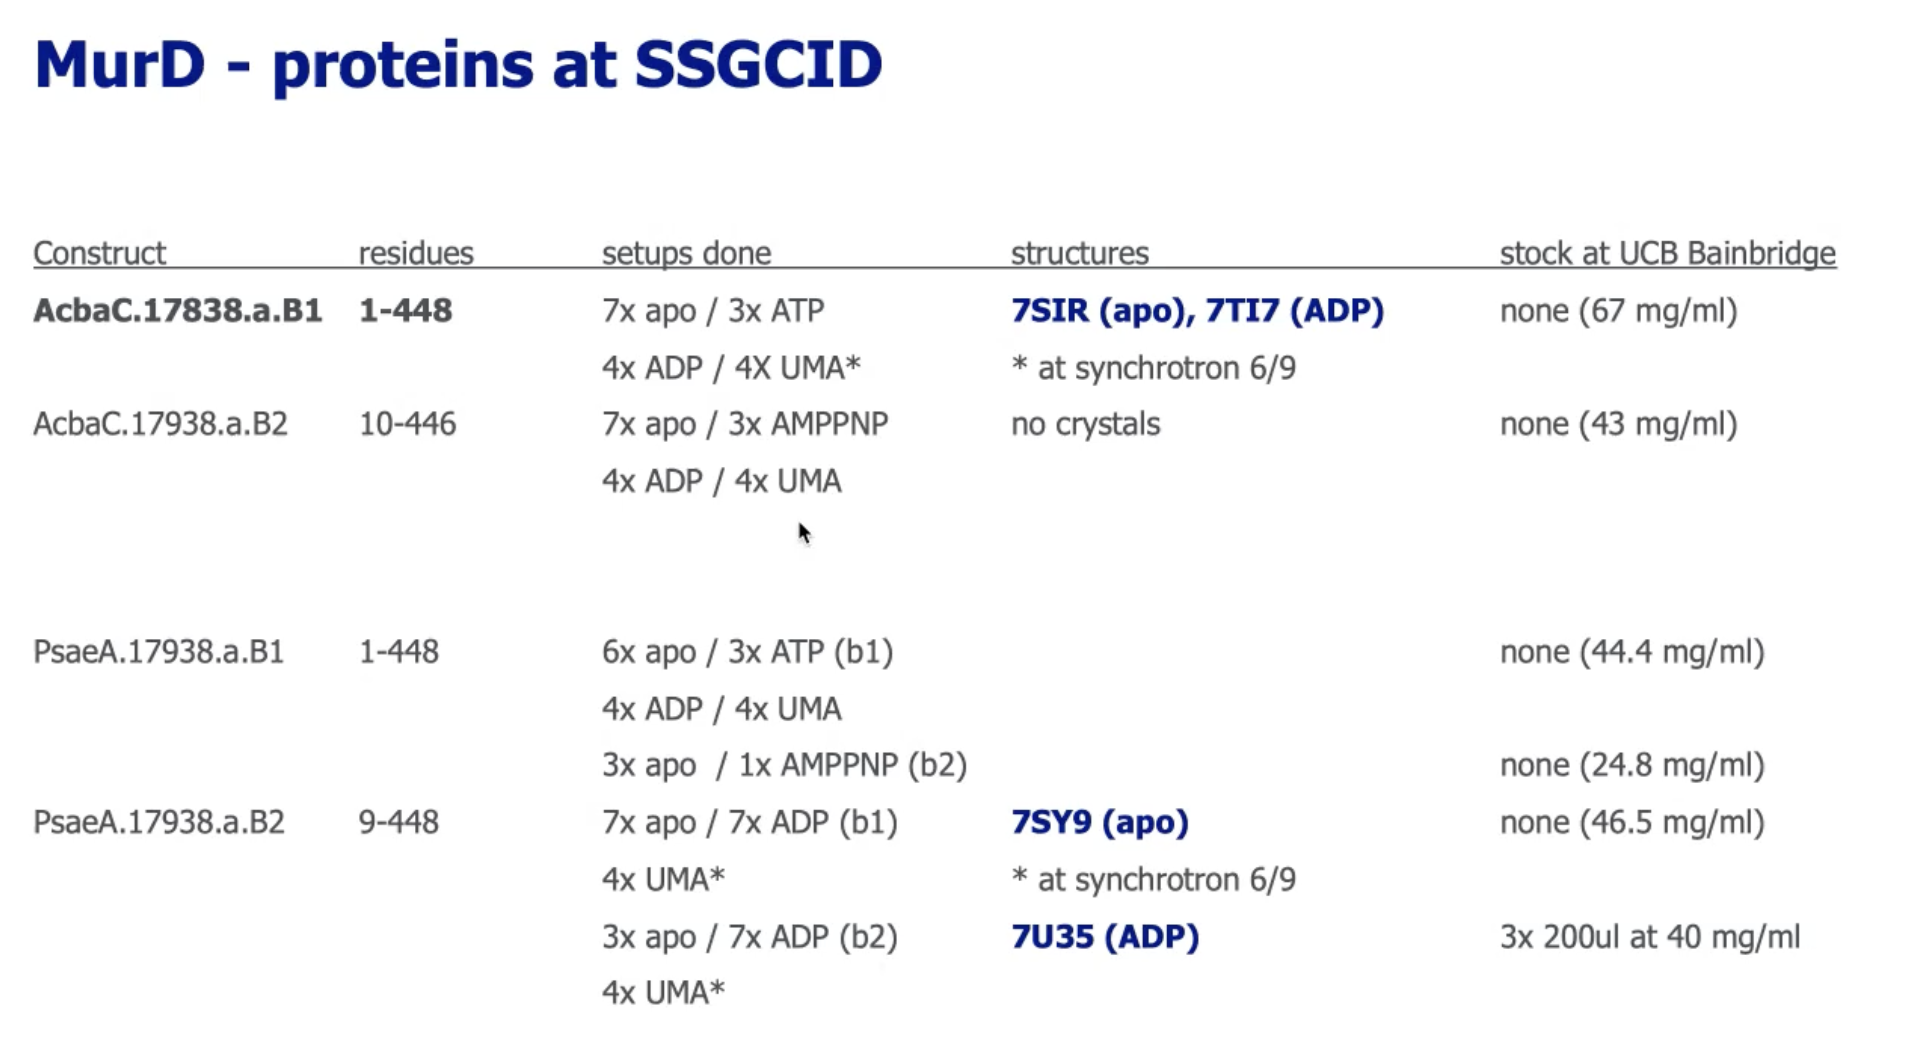 MurD - proteins at SSGCID
Construct residues setups done structures stock at UCB Bainbridge
AcbaC.17838.a.B1 1-448 7x apo / 3x ATP 7SIR (apo), 7TI7 (ADP) none (67 mg/ml)
4x ADP / 4X UMA* * at synchrotron 6/9
AcbaC.17938.a.B2 10-446 7x apo / 3x AMPPNP no crystals none (43 mg/ml)
4x ADP / 4x UMA
PsaeA.17938.a.B1 1-448 6x apo / 3x ATP (b1) none (44.4 mg/ml)
4x ADP / 4x UMA
3x apo / 1x AMPPNP (b2) none (24.8 mg/ml)
PsaeA.17938.a.B2 9-448 7x apo / 7x ADP (b1) 7SY9 (apo) none (46.5 mg/ml)
4x UMA* * at synchrotron 6/9
3x apo / 7x ADP (b2) 7U35 (ADP) 3x 200ul at 40 mg/ml
4x UMA*